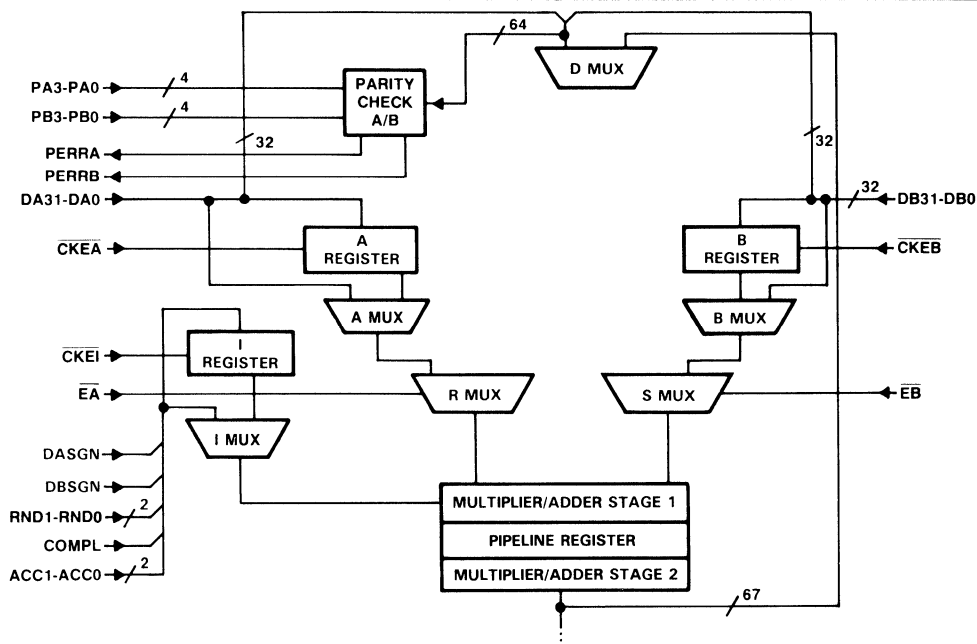 64
D MUX
PA3-PA0
4
PARITY
CHECK
A/B
PB3-PB0
4
32
32
PERRA
PERRB
DA31-DA0
32
DB31-DB0
CKEA
A
REGISTER
B
REGISTER
CKEB
A MUX
B MUX
CKEI
I
REGISTER
EA
R MUX
S MUX
EB
I MUX
DASGN
DBSGN
RND1-RND0
2
COMPL
ACC1-ACC0
2
MULTIPLIER/ADDER STAGE 1
PIPELINE REGISTER
MULTIPLIER/ADDER STAGE 2
67